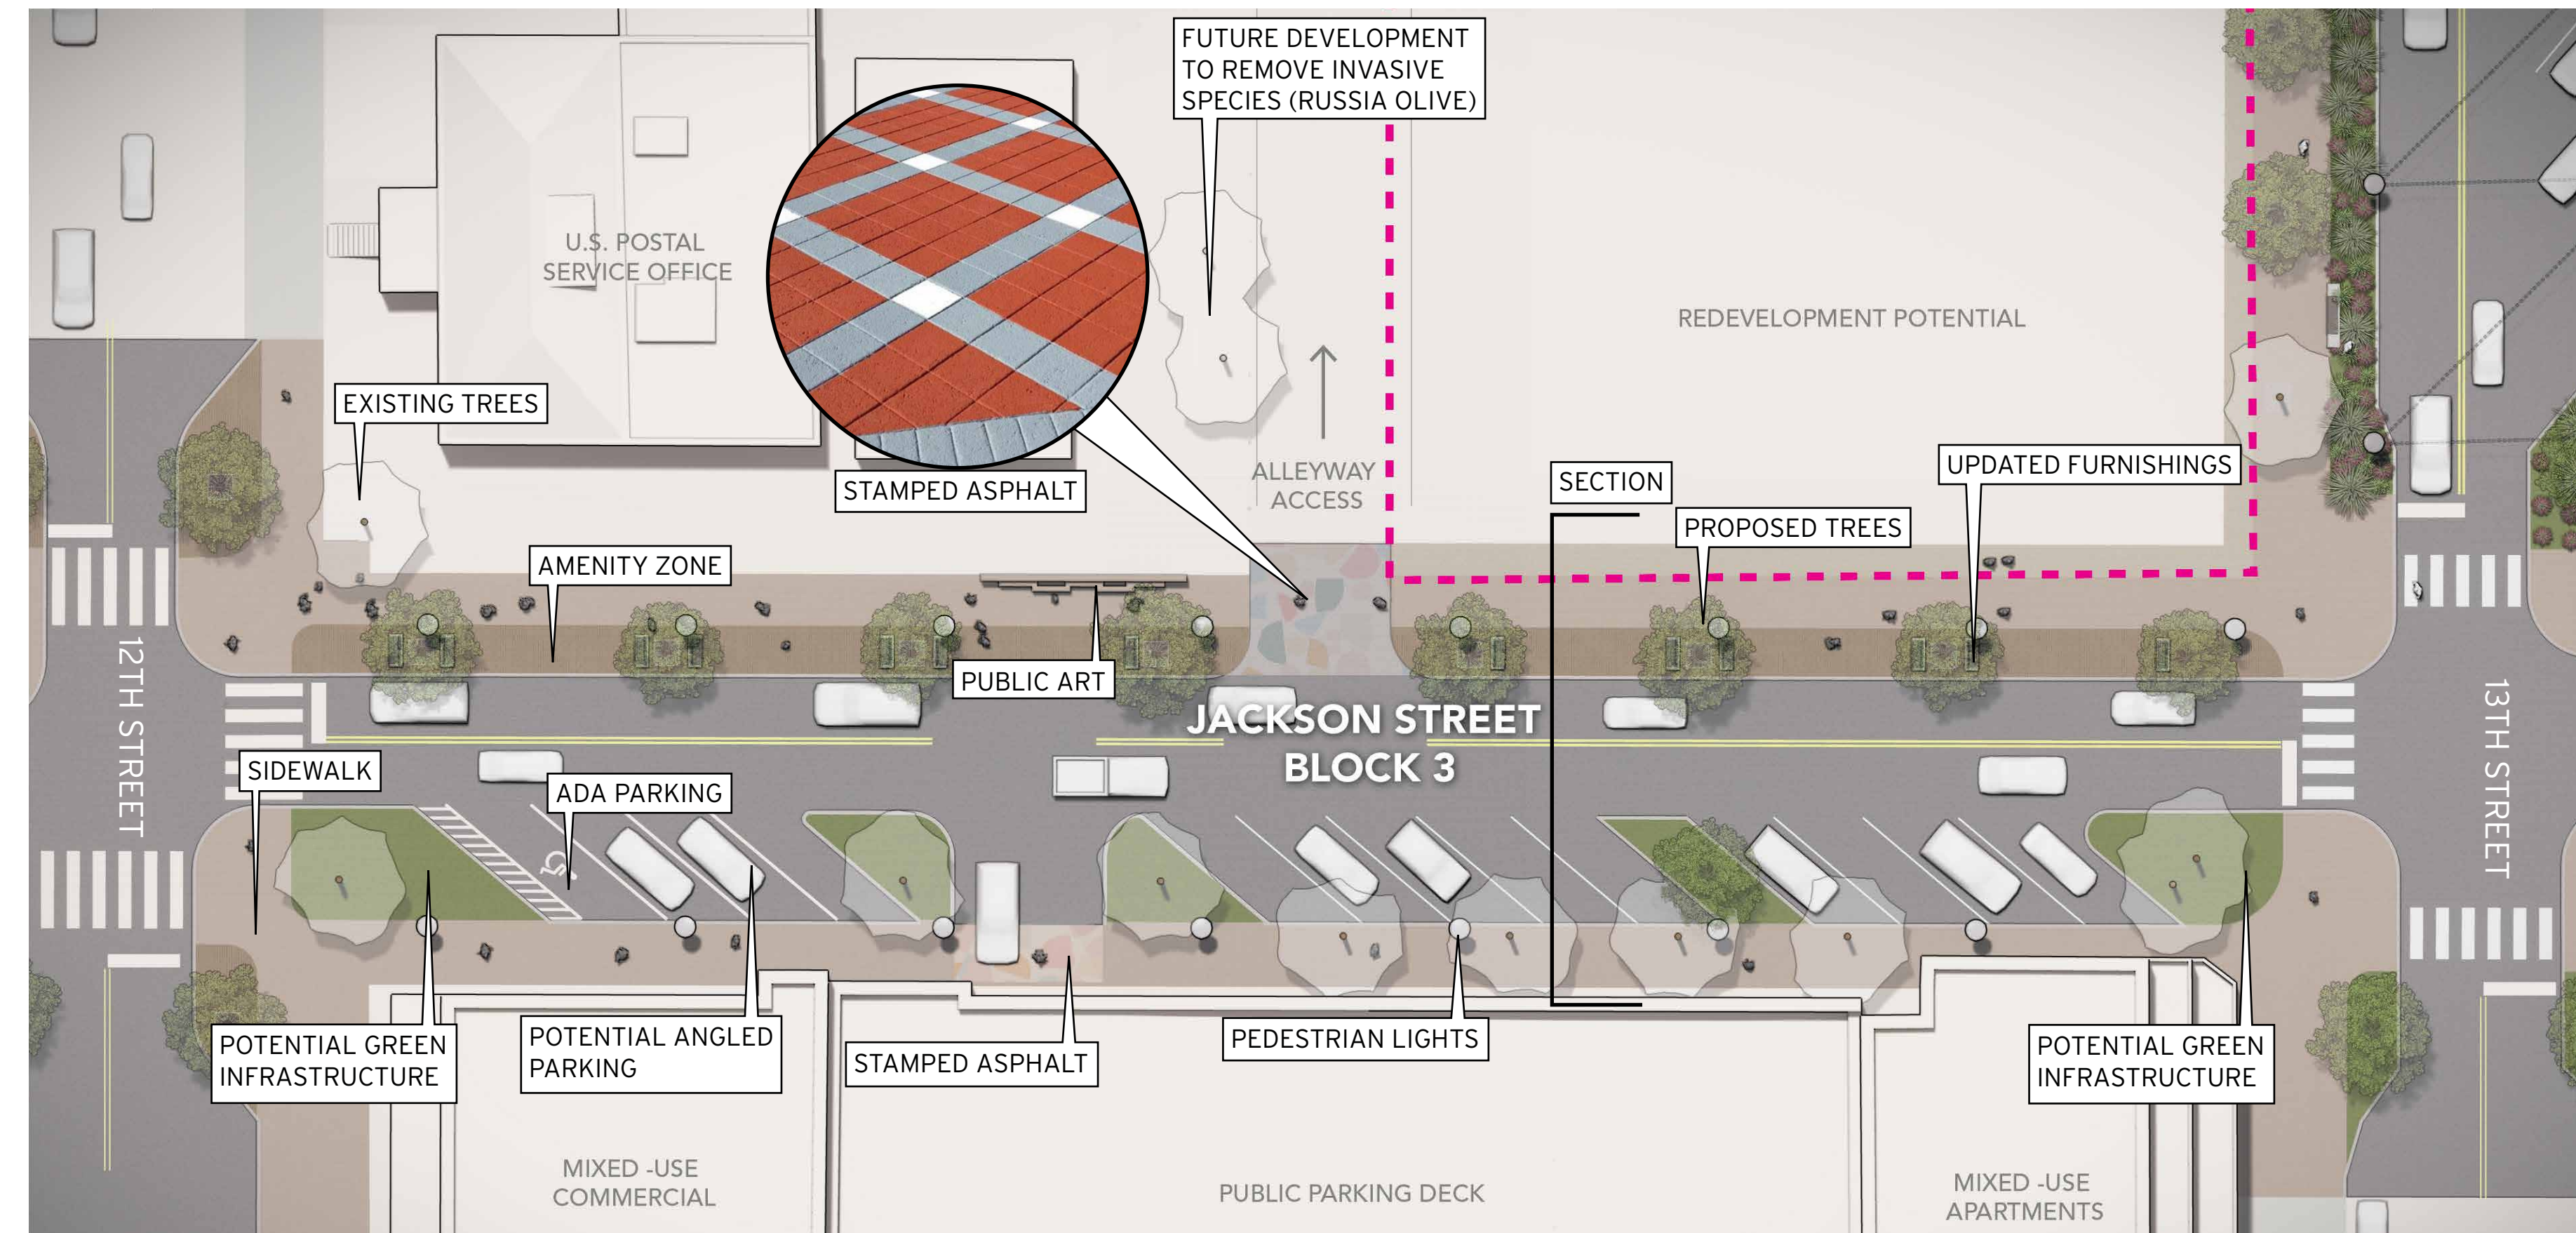 FUTURE DEVELOPMENT
TO REMOVE INVASIVE
SPECIES (RUSSIA OLIVE)
U.S. POSTAL
SERVICE OFFICE
REDEVELOPMENT POTENTIAL
EXISTING TREES
STAMPED ASPHALT
ALLEYWAY
ACCESS
SECTION
UPDATED FURNISHINGS
PROPOSED TREES
AMENITY ZONE
PUBLIC ART
12TH STREET
JACKSON STREET
BLOCK 3
13TH STREET
SIDEWALK
ADA PARKING
POTENTIAL GREEN
INFRASTRUCTURE
POTENTIAL ANGLED
PARKING
STAMPED ASPHALT
PEDESTRIAN LIGHTS
POTENTIAL GREEN
INFRASTRUCTURE
MIXED -USE
COMMERCIAL
PUBLIC PARKING DECK
MIXED -USE
APARTMENTS